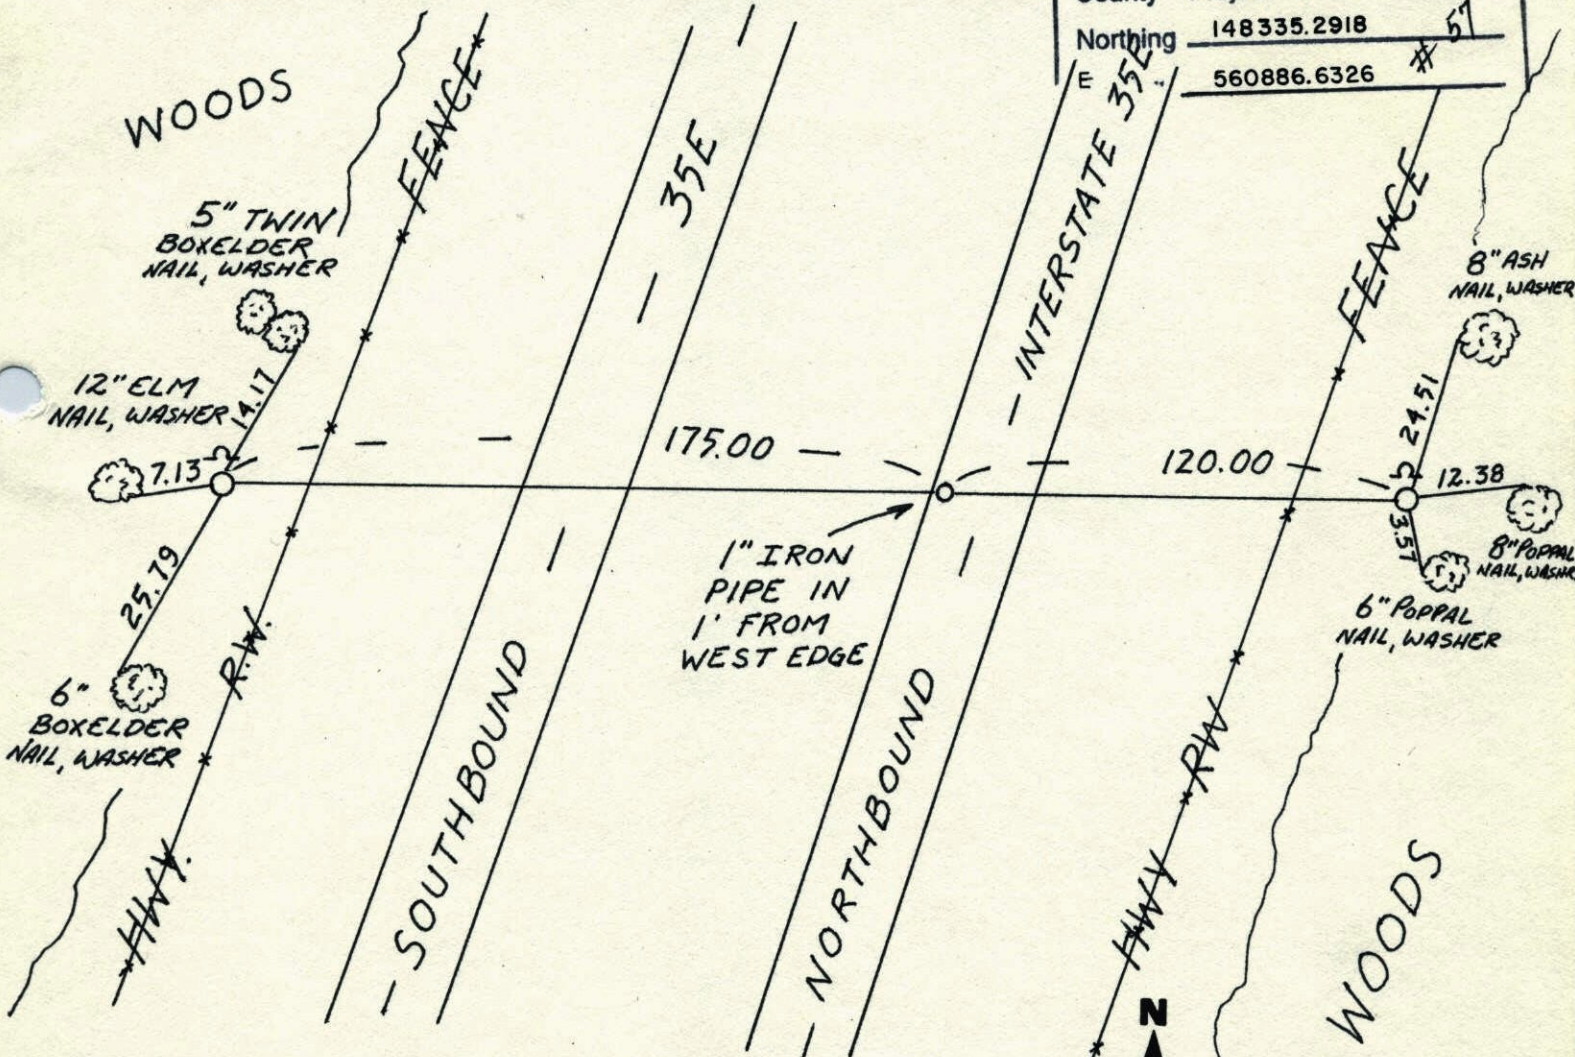 Northing 148335.2918
E 560886.6326
# 57
WOODS
FENCE
35E
INTERSTATE 35E
FENCE
5" TWIN
BOXELDER
NAIL, WASHER
8" ASH
NAIL, WASHER
12" ELM
NAIL, WASHER
14.17
24.51
7.13
175.00
120.00
12.38
3.57
25.79
1" IRON
PIPE IN
1' FROM
WEST EDGE
8" POPPAL
NAIL, WASHR
6" POPPAL
NAIL, WASHER
6"
BOXELDER
NAIL, WASHER
R.W.
HWY.
SOUTHBOUND
NORTHBOUND
RW
HWY
WOODS
N